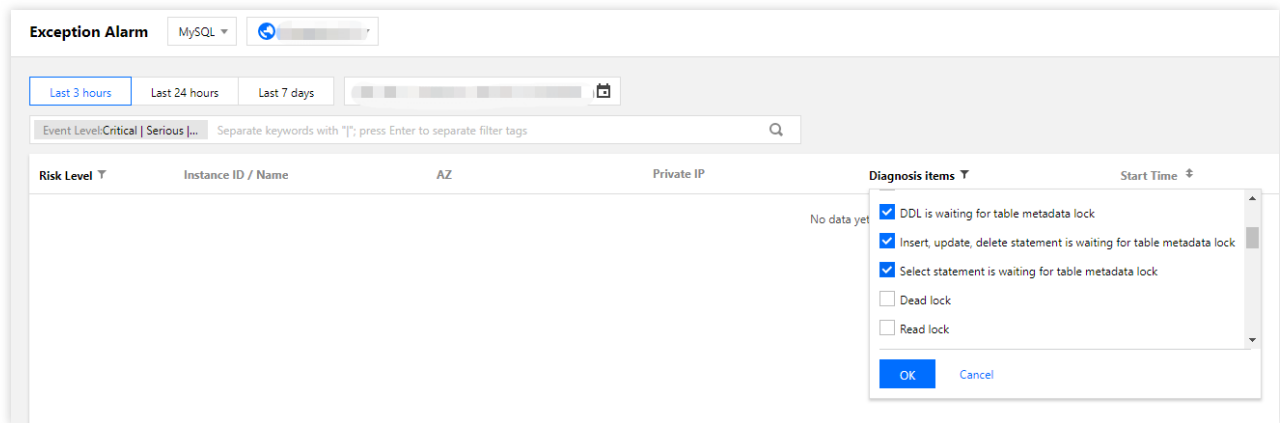 Exception Alarm MySQL
Last 3 hours Last 24 hours Last 7 days
Event Level:Critical | Serious |... Separate keywords with "|"; press Enter to separate filter tags
Risk Level Instance ID / Name AZ Private IP Diagnosis items Start Time
No data yet
DDL is waiting for table metadata lock
Insert, update, delete statement is waiting for table metadata lock
Select statement is waiting for table metadata lock
Dead lock
Read lock
OK Cancel